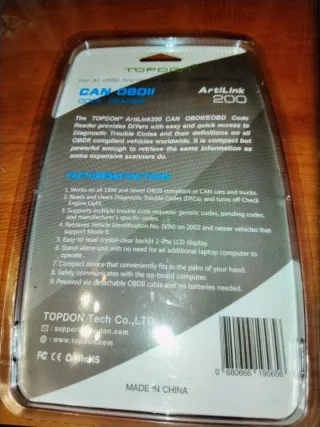 TOPDON
CAN OBDII
CODE READER
ArtiLink
200
The TOPDON® ArtiLink200 CAN OBDII/EOBD Code
Reader provides DIYers with easy and quick access to
Diagnostic Trouble Codes and their definitions on all
OBDII compliant vehicles worldwide. It is compact but
powerful enough to retrieve the same information as
some expensive scanners do.
1. Works on all 1996 and newer OBDII compliant or CAN cars and trucks.
2. Reads and clears Diagnostic Trouble Codes (DTCs), and turns off Check
Engine Light.
3. Supports multiple trouble code requests: generic codes, pending codes,
and manufacturer's specific codes.
4. Retrieves Vehicle Identification No. (VIN) on 2002 and newer vehicles that
support Mode 9.
5. Easy-to-read crystal-clear backlit 2-line LCD display.
6. Stand-alone unit with no need for an additional laptop computer to
operate.
7. Compact device that conveniently fits in the palm of your hand.
8. Safely communicates with the on-board computer.
9. Powered via detachable OBDII cable and no batteries needed.
TOPDON Tech Co.,LTD
: support@topdon.com
: www.topdon.com
FC CE RoHS
0 680666 195656
MADE IN CHINA